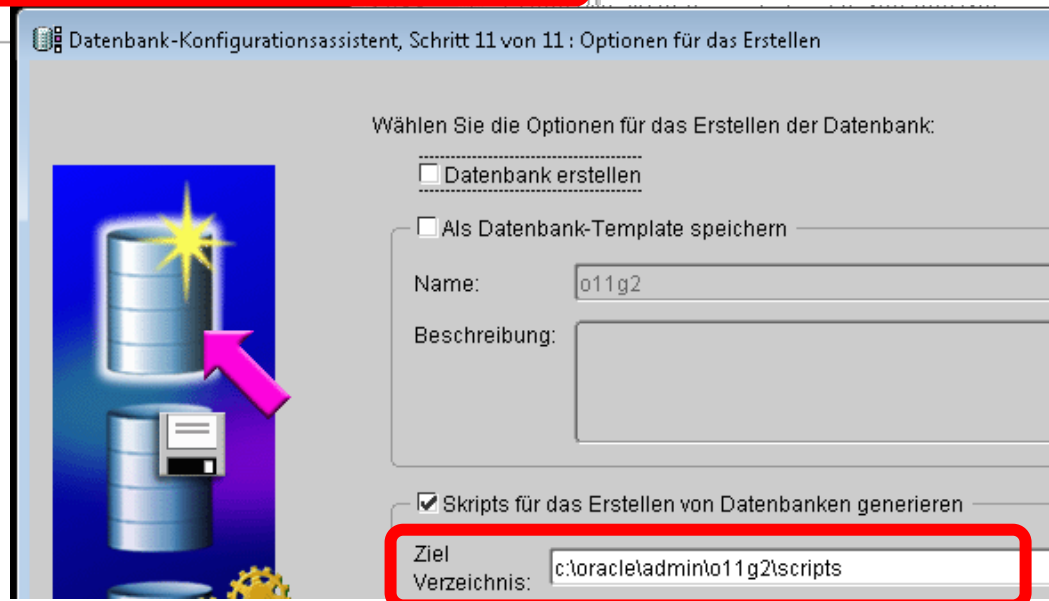 Datenbank-Konfigurationsassistent, Schritt 11 von 11 : Optionen für das Erstellen
Wählen Sie die Optionen für das Erstellen der Datenbank:
Datenbank erstellen
Als Datenbank-Template speichern
Name: o11g2
Beschreibung:
Skripts für das Erstellen von Datenbanken generieren
Ziel
Verzeichnis: c:\oracle\admin\o11g2\scripts